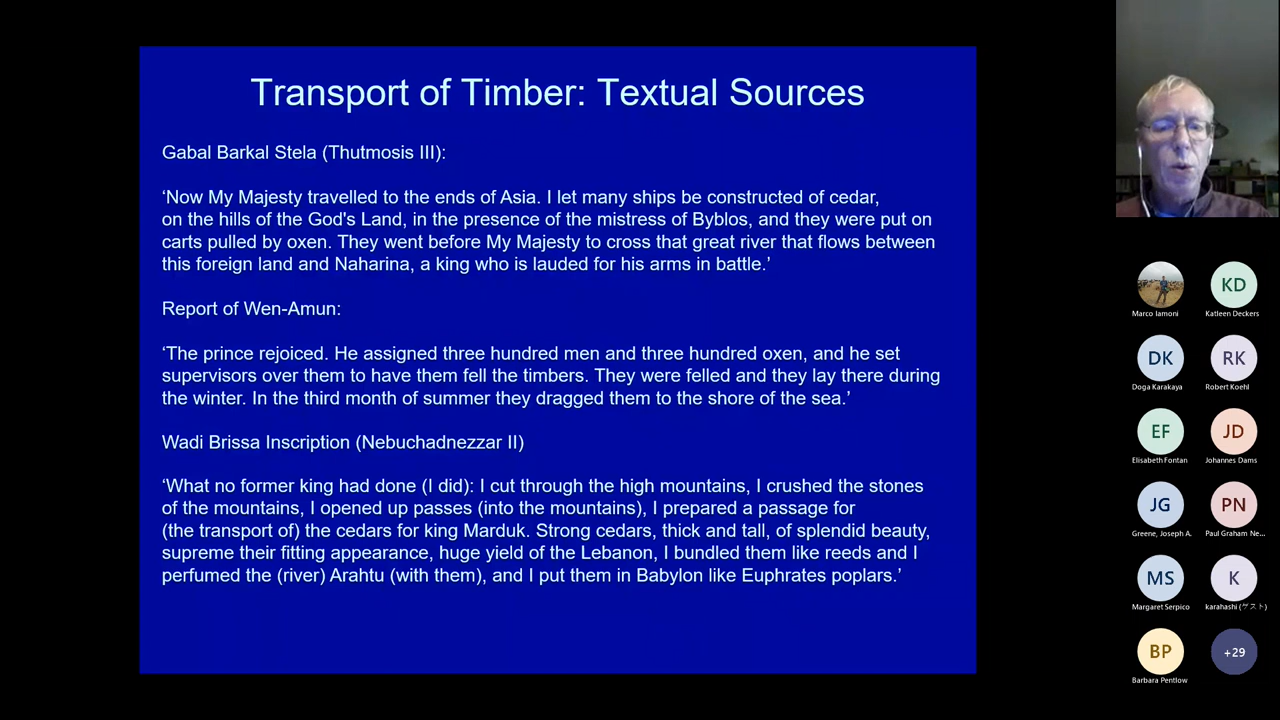 Transport of Timber: Textual Sources
Gabal Barkal Stela (Thutmosis III):
‘Now My Majesty travelled to the ends of Asia. I let many ships be constructed of cedar,
on the hills of the God's Land, in the presence of the mistress of Byblos, and they were put on
carts pulled by oxen. They went before My Majesty to cross that great river that flows between
this foreign land and Naharina, a king who is lauded for his arms in battle.’
Report of Wen-Amun:
‘The prince rejoiced. He assigned three hundred men and three hundred oxen, and he set
supervisors over them to have them fell the timbers. They were felled and they lay there during
the winter. In the third month of summer they dragged them to the shore of the sea.’
Wadi Brissa Inscription (Nebuchadnezzar II)
‘What no former king had done (I did): I cut through the high mountains, I crushed the stones
of the mountains, I opened up passes (into the mountains), I prepared a passage for
(the transport of) the cedars for king Marduk. Strong cedars, thick and tall, of splendid beauty,
supreme their fitting appearance, huge yield of the Lebanon, I bundled them like reeds and I
perfumed the (river) Arahtu (with them), and I put them in Babylon like Euphrates poplars.’
KD
Marco Iamoni
Katleen Deckers
DK
RK
Doga Karakaya
Robert Koehl
EF
JD
Elisabeth Fontan
Johannes Dams
JG
PN
Greene, Joseph A.
Paul Graham Ne...
MS
K
Margaret Serpico
karahashi (ゲスト)
BP
+29
Barbara Pentlow